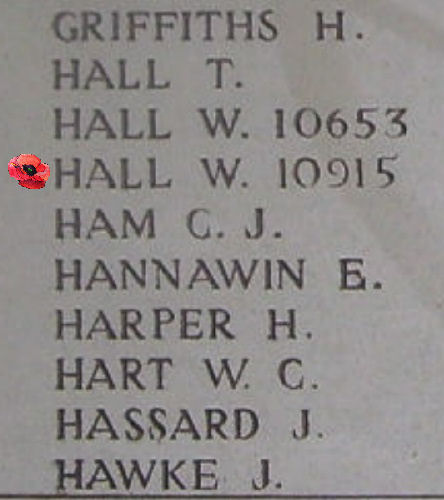 GRIFFITHS H.
HALL T.
HALL W. 10653
HALL W. 10915
HAM C. J.
HANNAWIN E.
HARPER H.
HART W. C.
HASSARD J.
HAWKE J.